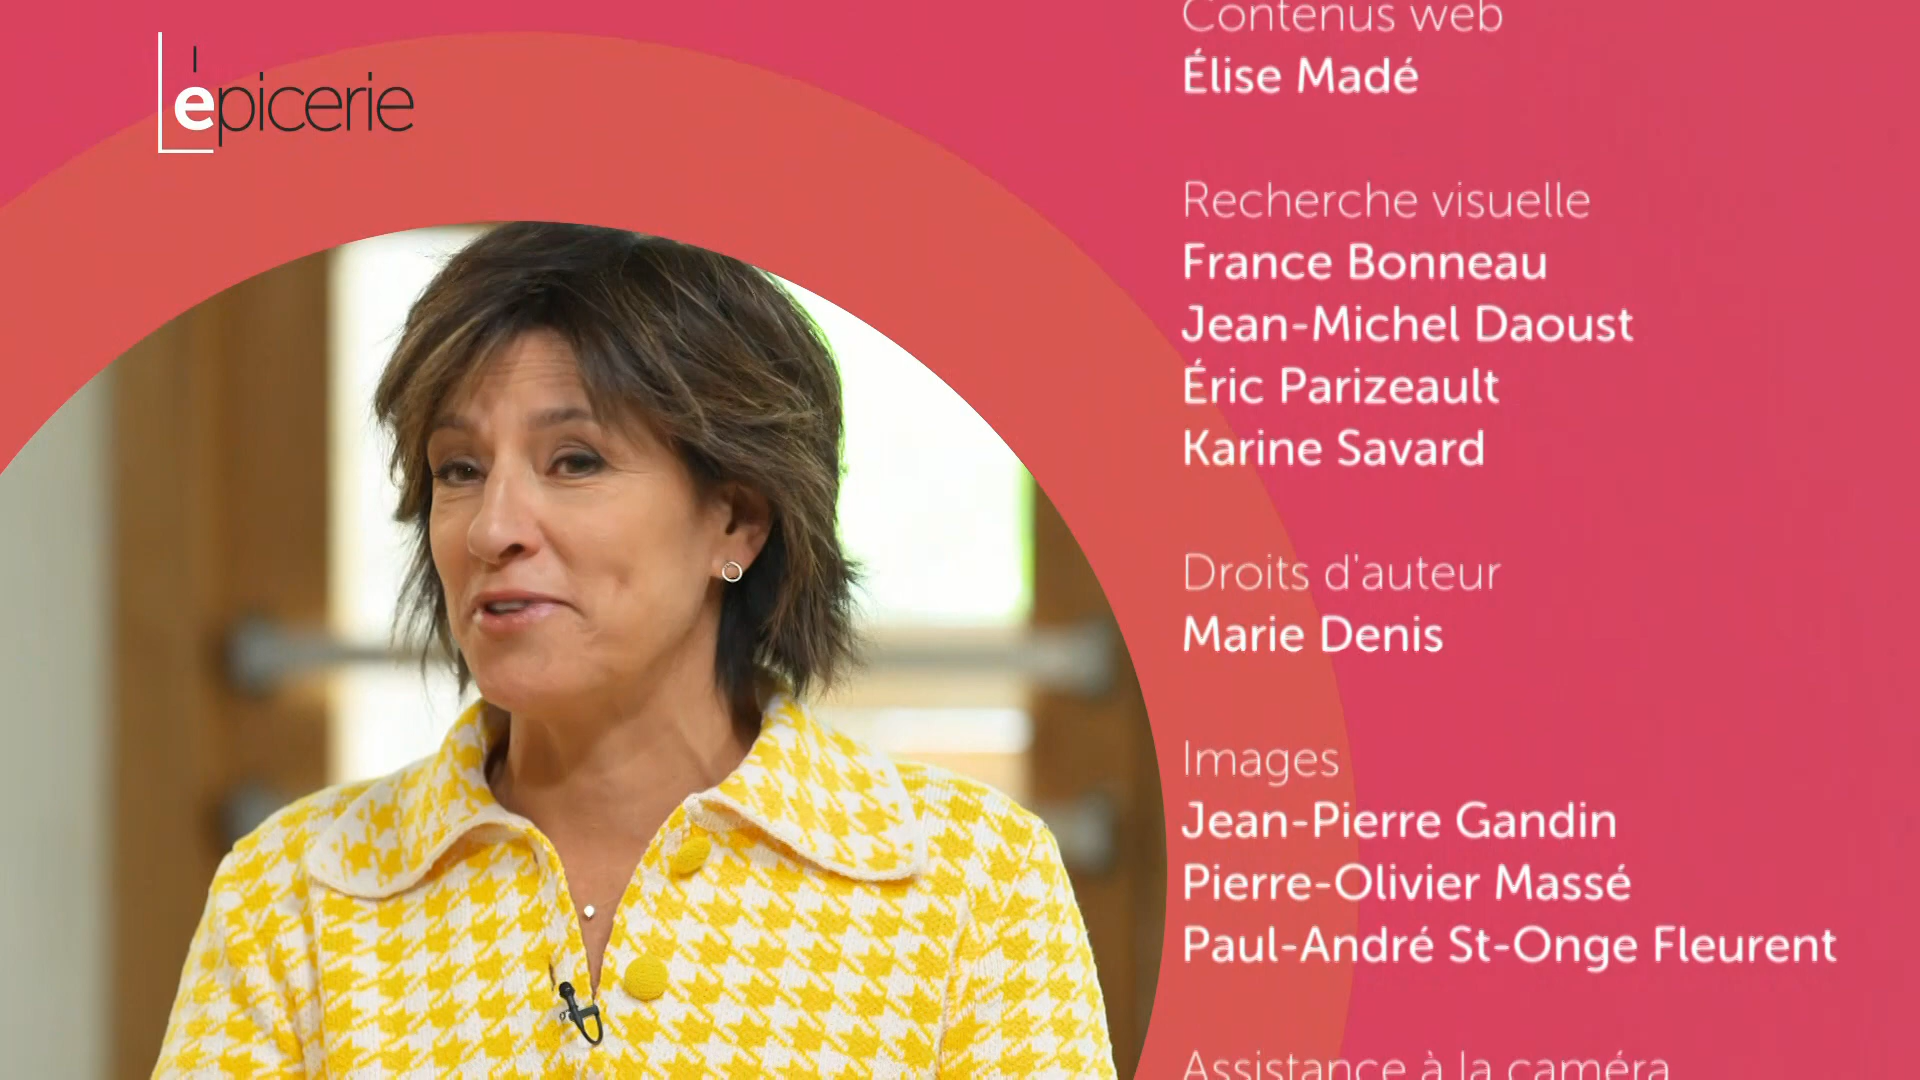 l'épicerie
Contenus web
Élise Madé
Recherche visuelle
France Bonneau
Jean-Michel Daoust
Éric Parizeault
Karine Savard
Droits d'auteur
Marie Denis
Images
Jean-Pierre Gandin
Pierre-Olivier Massé
Paul-André St-Onge Fleurent
Assistance à la caméra